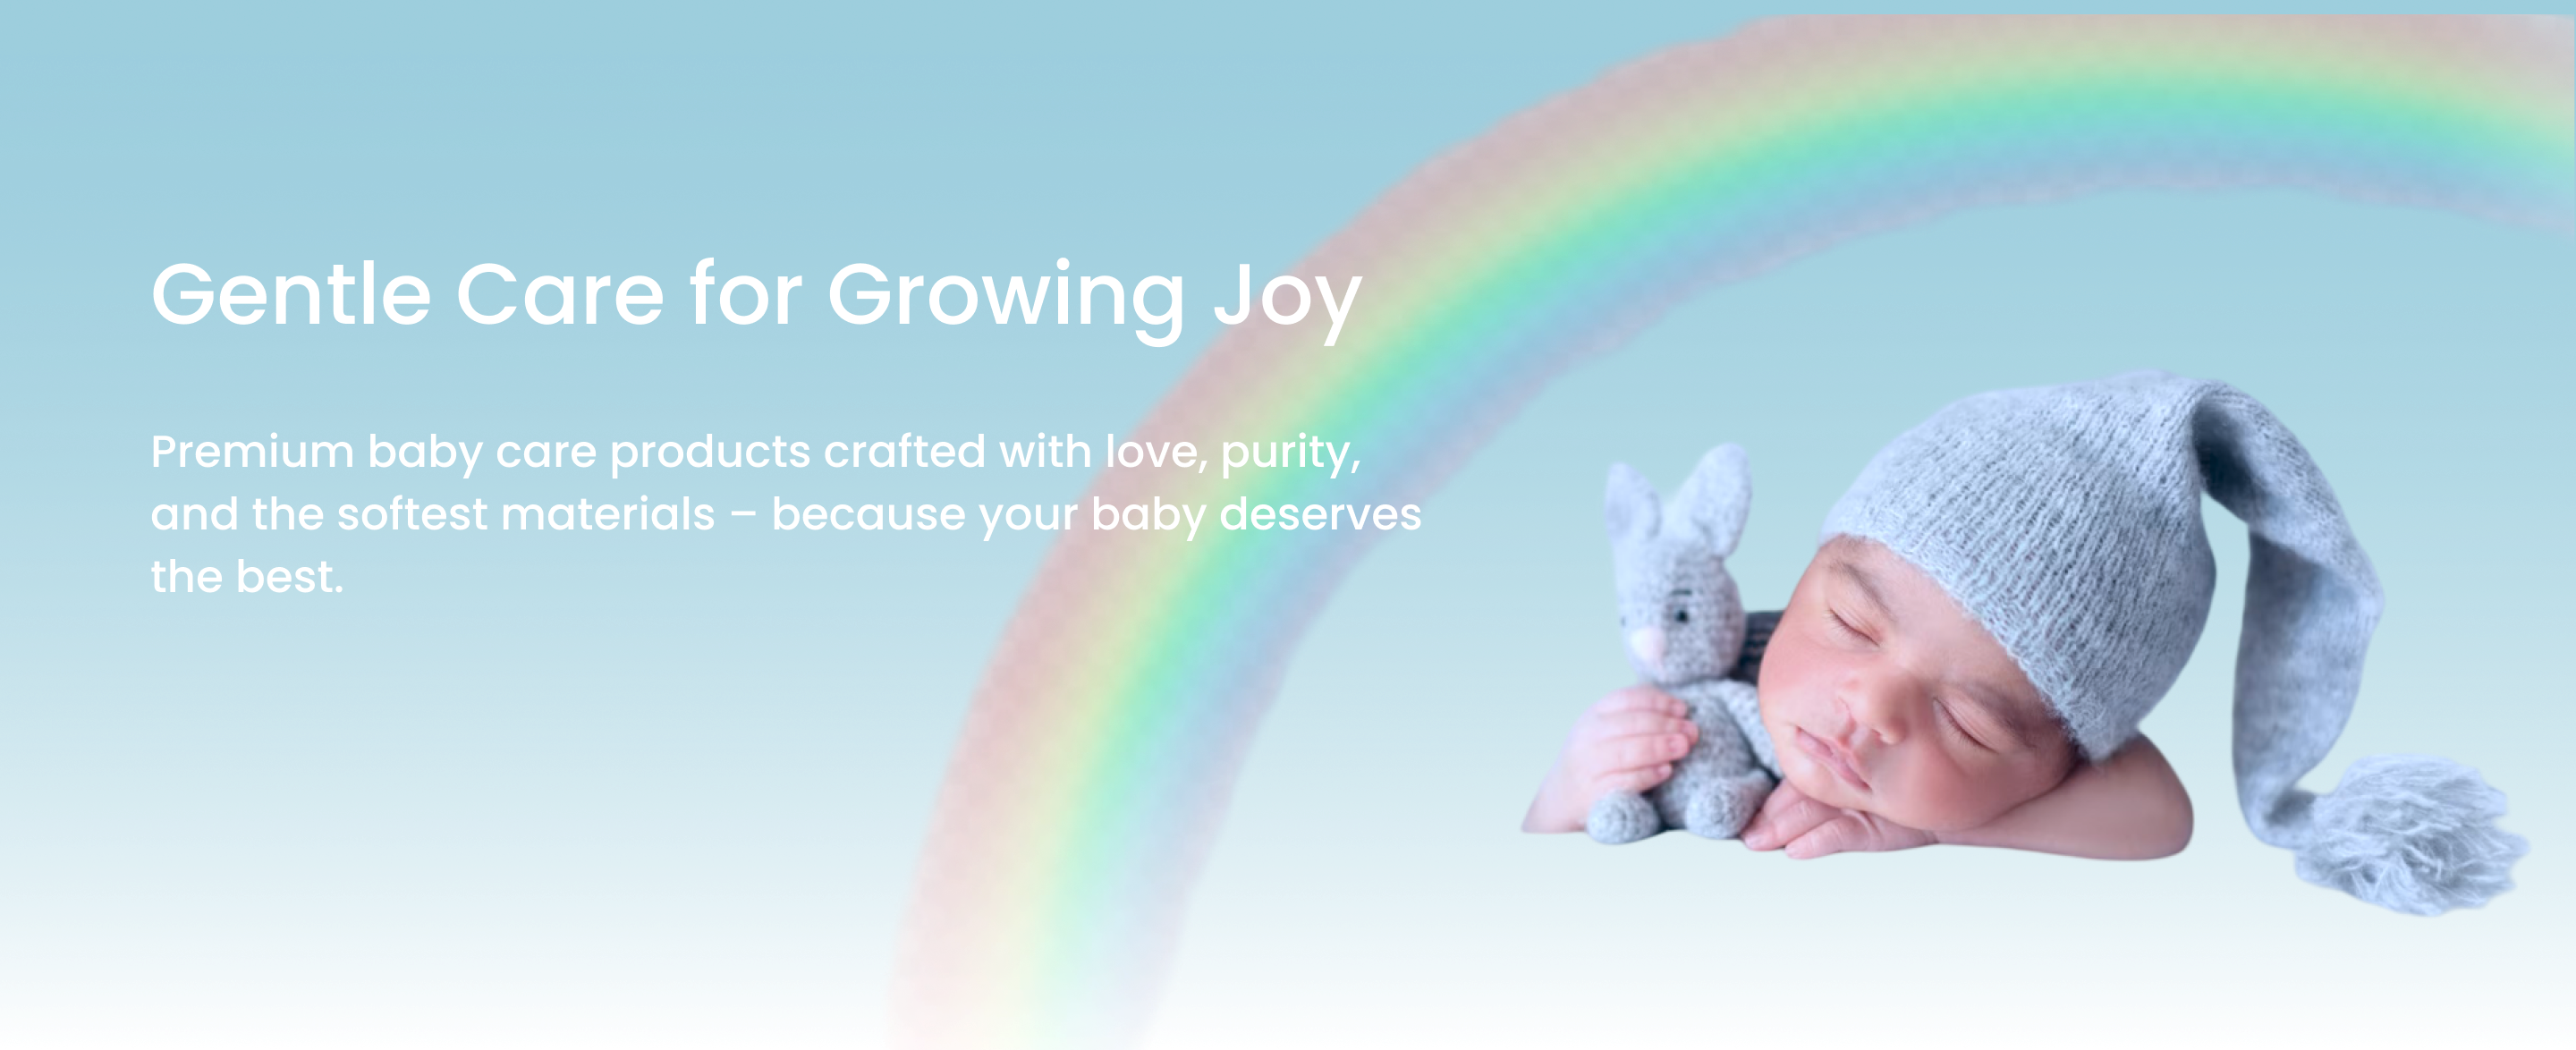 Gentle Care for Growing Joy
Premium baby care products crafted with love, purity,
and the softest materials – because your baby deserves
the best.